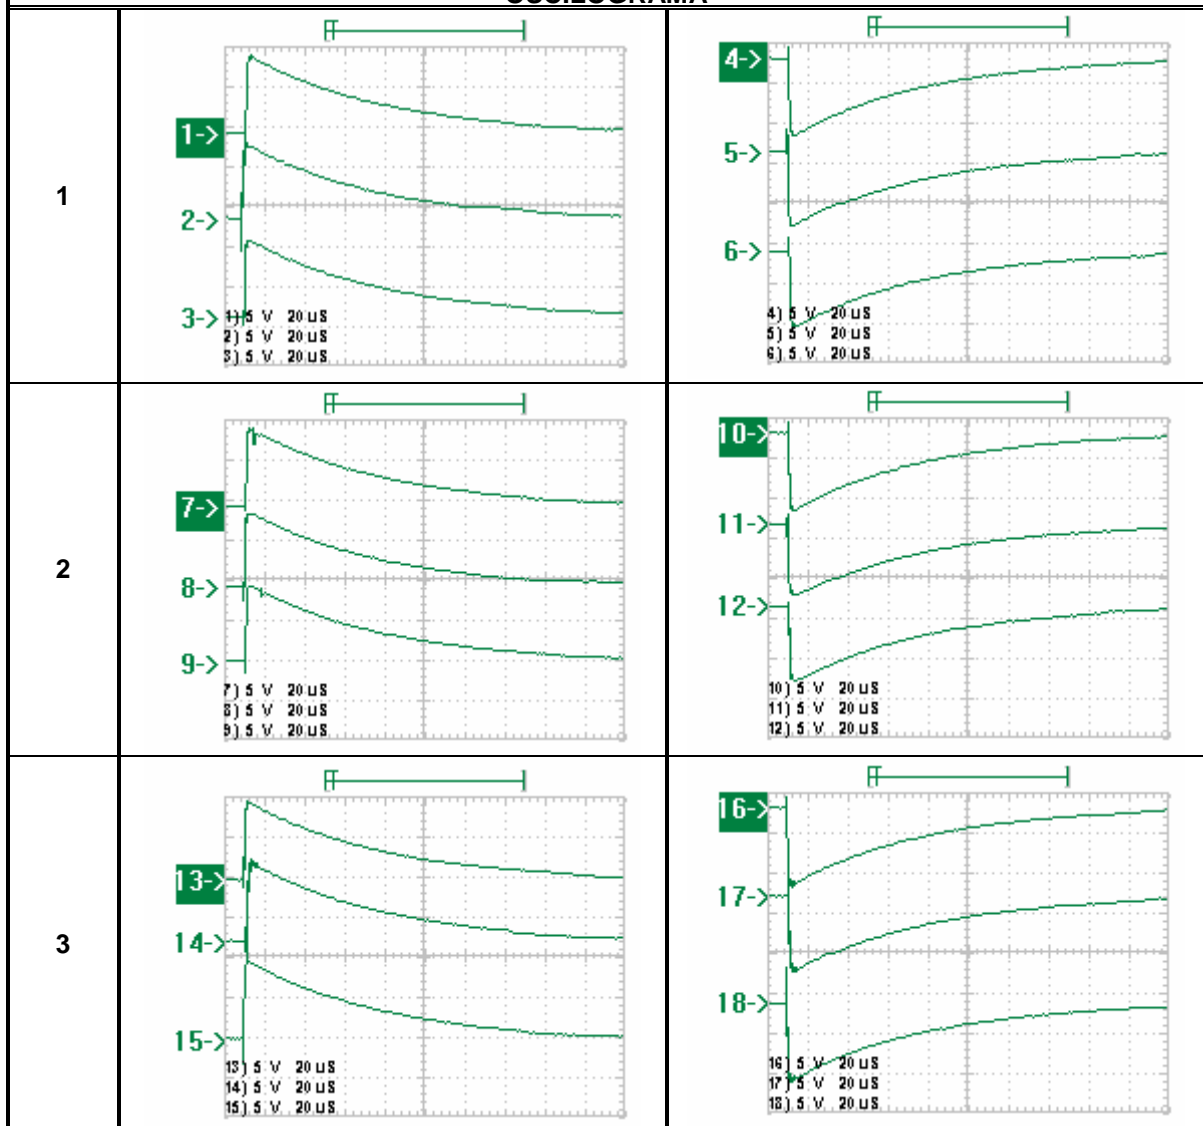 OSCILOGRAMA
1
1->
2->
3->
1) 5 V 20 uS
2) 5 V 20 uS
3) 5 V 20 uS
4->
5->
6->
4) 5 V 20 uS
5) 5 V 20 uS
6) 5 V 20 uS
2
7->
8->
9->
7) 5 V 20 uS
8) 5 V 20 uS
9) 5 V 20 uS
10->
11->
12->
10) 5 V 20 uS
11) 5 V 20 uS
12) 5 V 20 uS
3
13->
14->
15->
13) 5 V 20 uS
14) 5 V 20 uS
15) 5 V 20 uS
16->
17->
18->
16) 5 V 20 uS
17) 5 V 20 uS
18) 5 V 20 uS